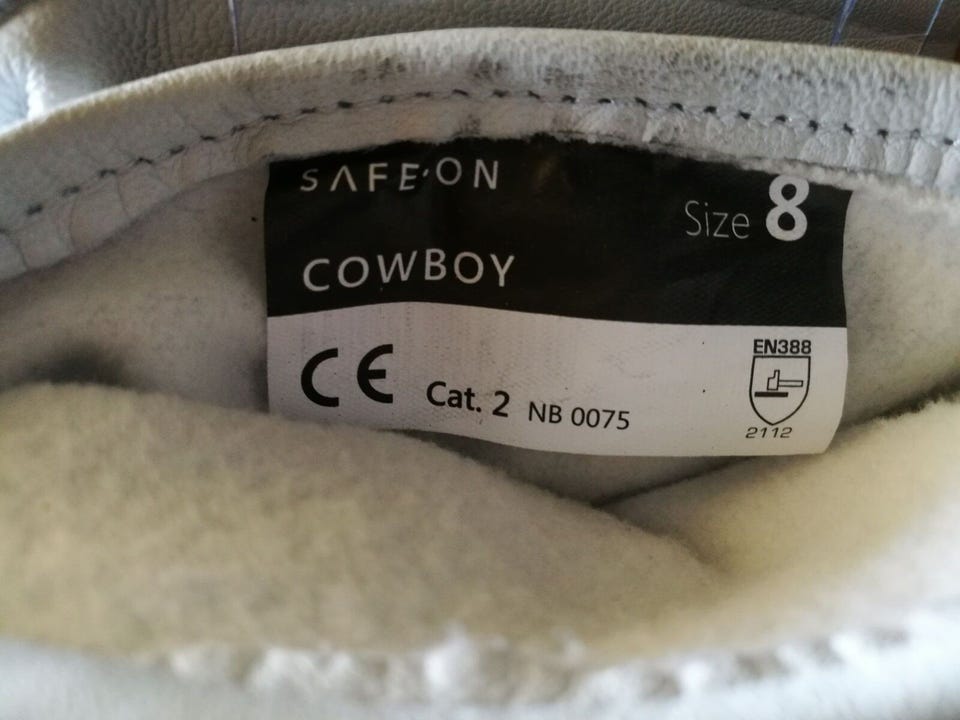 SAFE·ON
Size 8
COWBOY
CE Cat. 2 NB 0075
EN388
2112